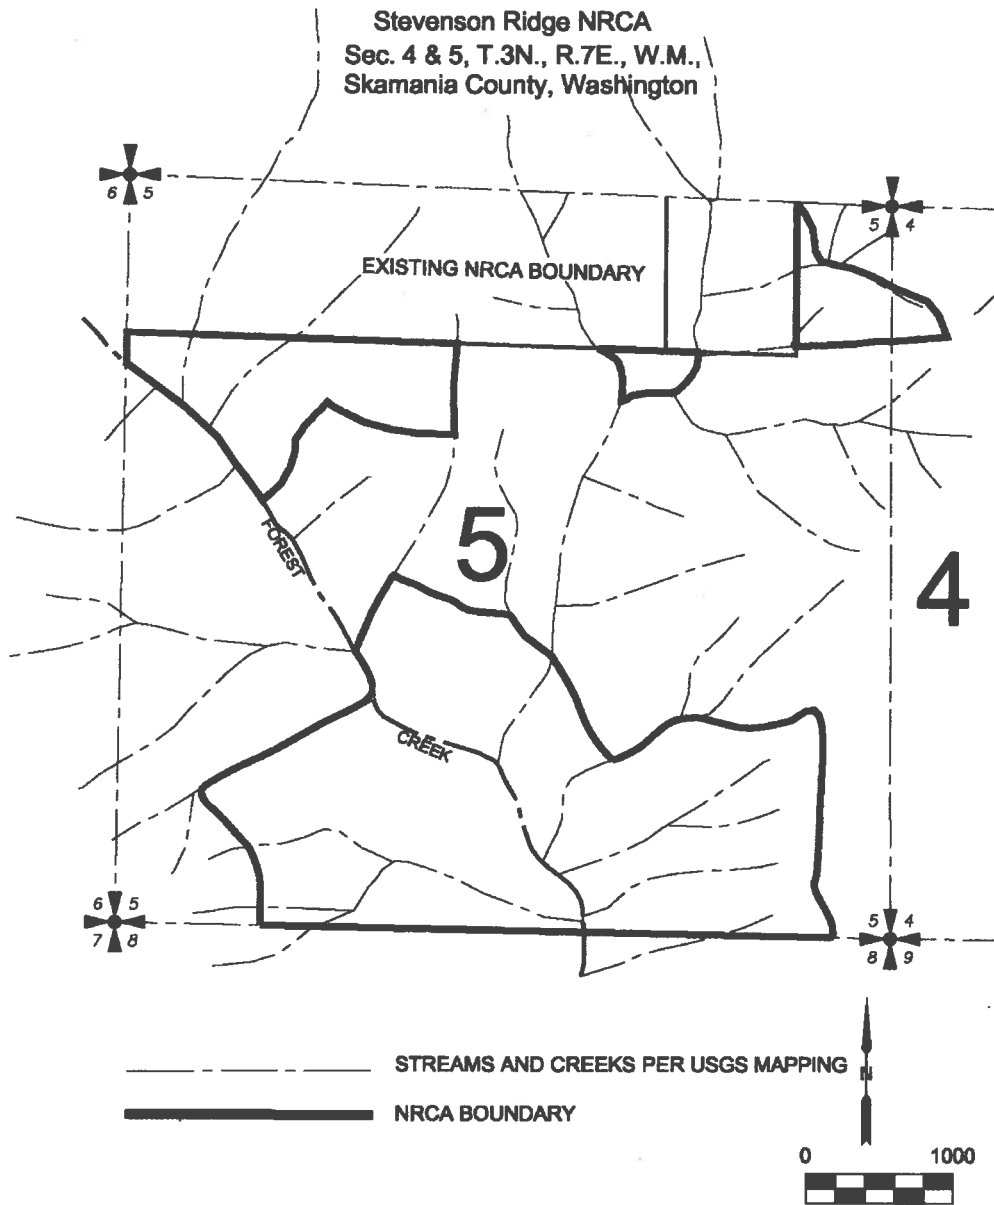 Stevenson Ridge NRCA
Sec. 4 & 5, T.3N., R.7E., W.M.,
Skamania County, Washington
6 5
5 4
EXISTING NRCA BOUNDARY
5
FOREST
4
CREEK
6 5
7 8
5 4
8 9
STREAMS AND CREEKS PER USGS MAPPING
N
NRCA BOUNDARY
0 1000